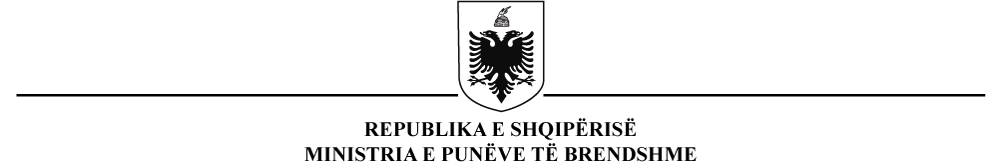 REPUBLIKA E SHQIPËRISË
MINISTRIA E PUNËVE TË BRENDSHME